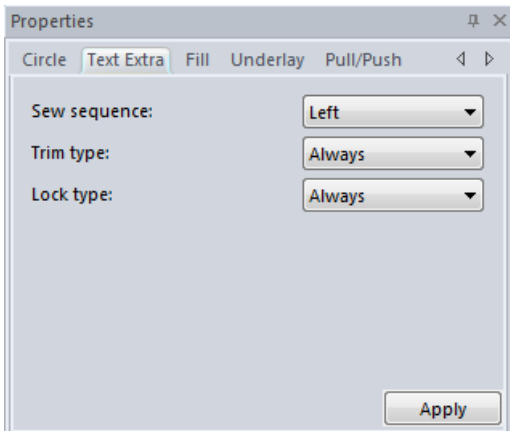 Properties
Circle Text Extra Fill Underlay Pull/Push
Sew sequence: Left
Trim type: Always
Lock type: Always
Apply